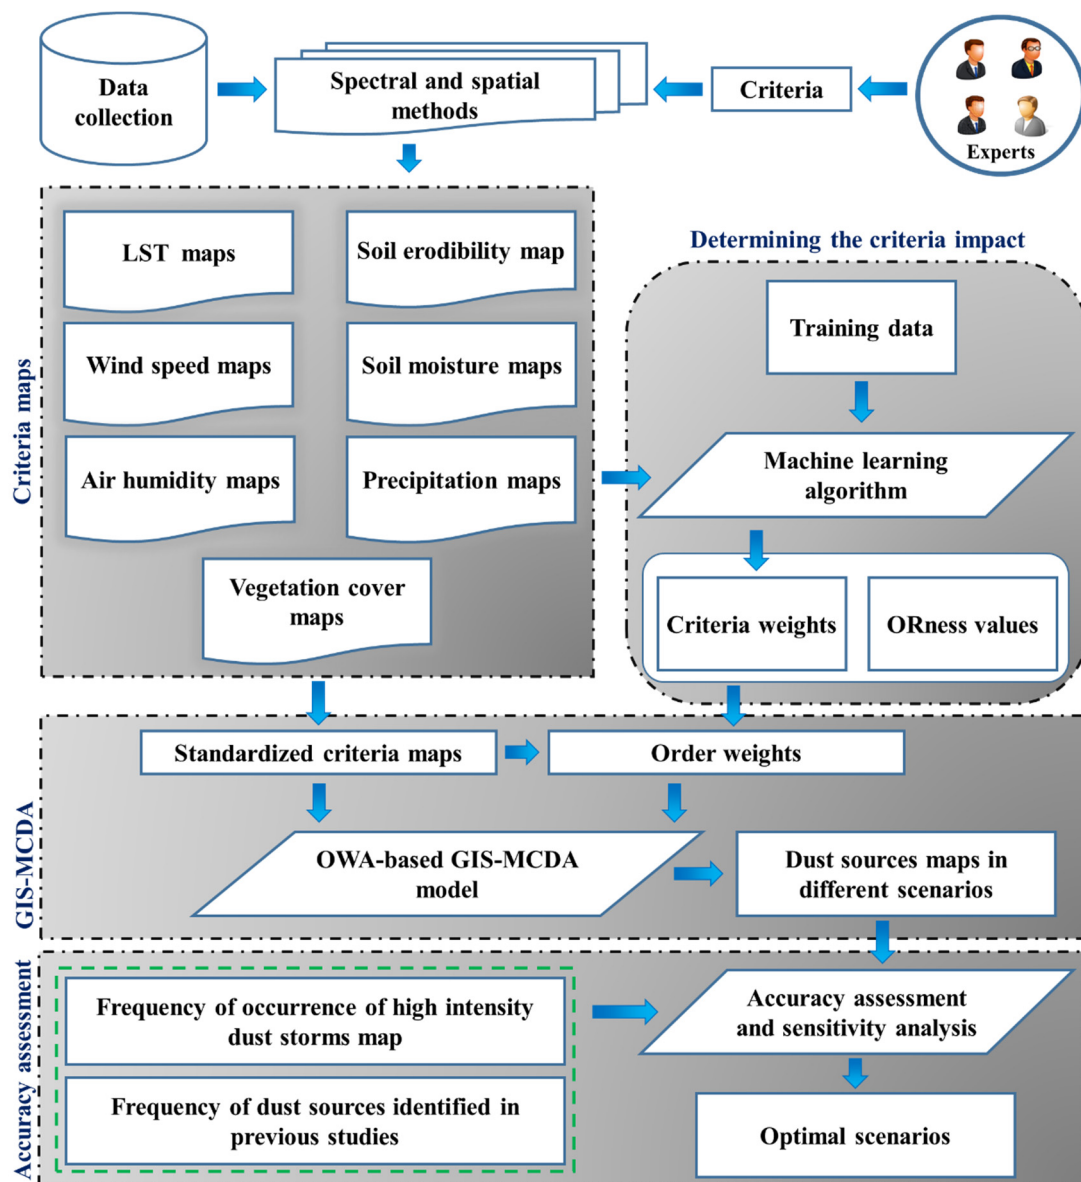 Data
collection
Spectral and spatial
methods
Criteria
Experts
Criteria maps
LST maps
Soil erodibility map
Wind speed maps
Soil moisture maps
Air humidity maps
Precipitation maps
Vegetation cover
maps
Determining the criteria impact
Training data
Machine learning
algorithm
Criteria weights
ORness values
GIS-MCDA
Standardized criteria maps
Order weights
OWA-based GIS-MCDA
model
Dust sources maps in
different scenarios
Accuracy assessment
Frequency of occurrence of high intensity
dust storms map
Frequency of dust sources identified in
previous studies
Accuracy assessment
and sensitivity analysis
Optimal scenarios